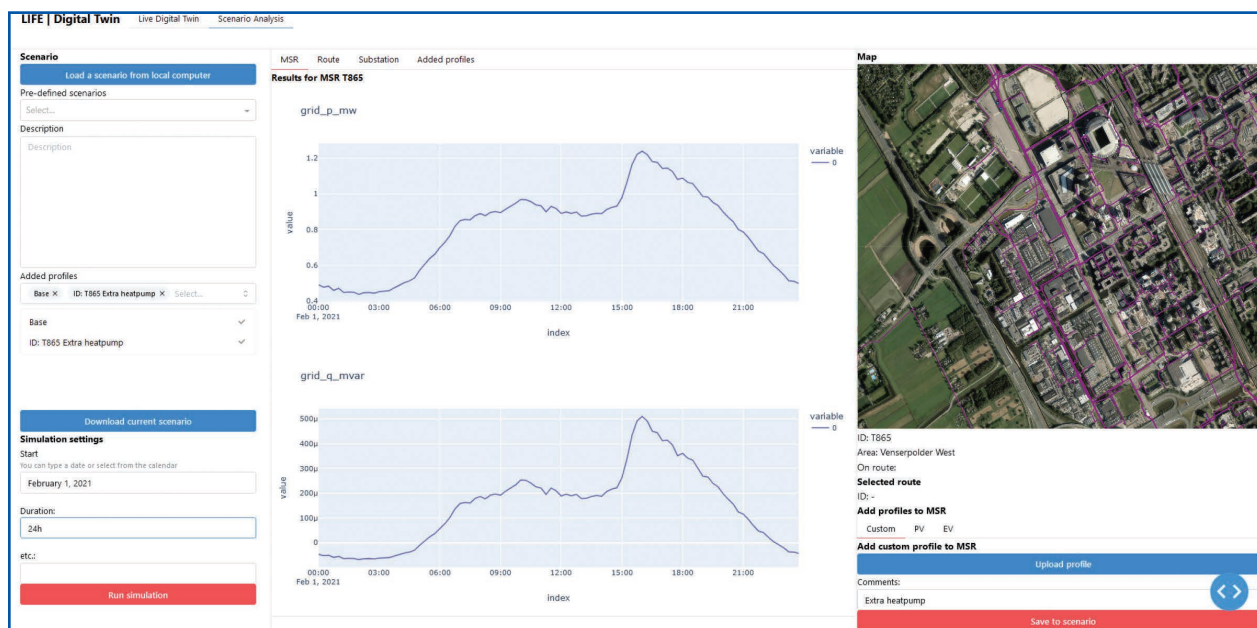 LIFE | Digital Twin Live Digital Twin Scenario Analysis
Scenario
Load a scenario from local computer
Pre-defined scenarios
Select...
Description
Description
Added profiles
Base × ID: T865 Extra heatpump × Select...
Base
ID: T865 Extra heatpump
Download current scenario
Simulation settings
Start
You can type a date or select from the calendar
February 1, 2021
Duration:
24h
etc.:
Run simulation
MSR Route Substation Added profiles
Results for MSR T865
grid_p_mw
variable
0
1.2
1
0.8
0.6
0.4
value
00:00 03:00 06:00 09:00 12:00 15:00 18:00 21:00
Feb 1, 2021
index
grid_q_mvar
variable
0
500μ
400μ
300μ
200μ
100μ
0
value
00:00 03:00 06:00 09:00 12:00 15:00 18:00 21:00
Feb 1, 2021
index
Map
ID: T865
Area: Venserpolder West
On route:
Selected route
ID: -
Add profiles to MSR
Custom PV EV
Add custom profile to MSR
Upload profile
Comments:
Extra heatpump
Save to scenario